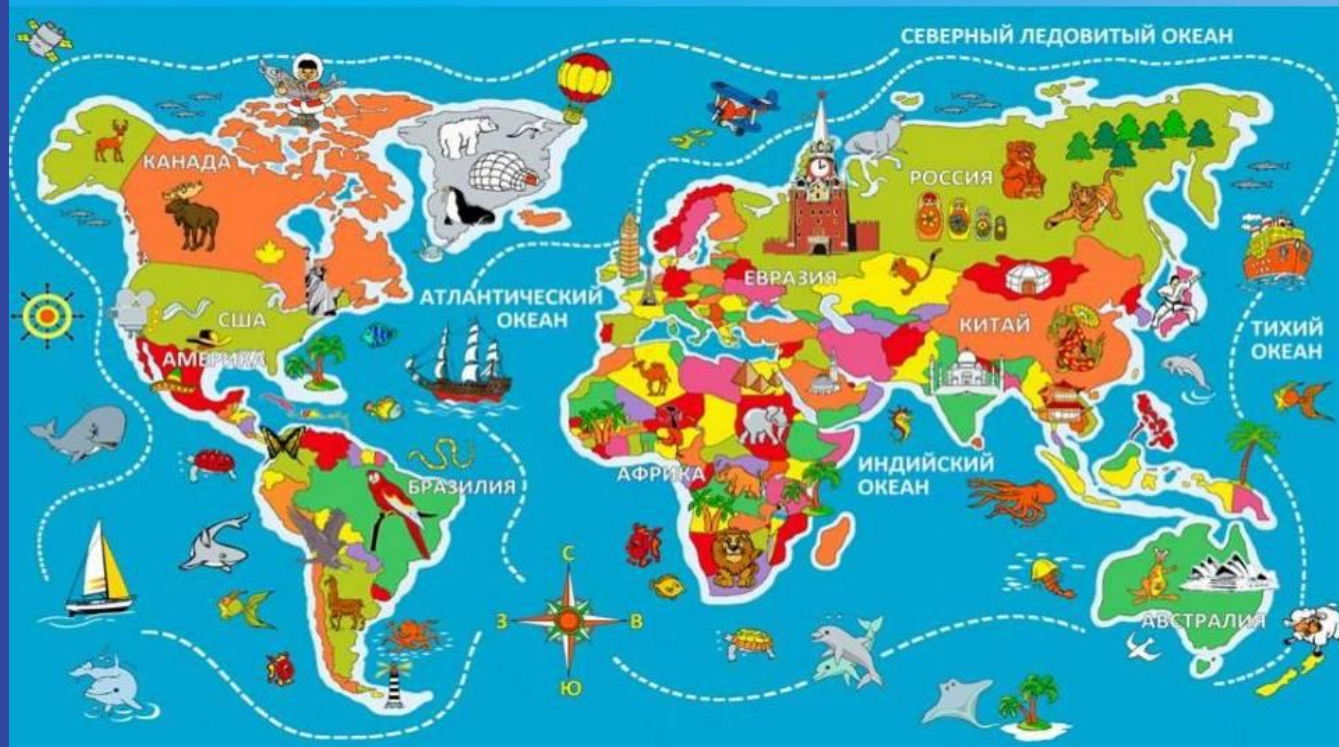 СЕВЕРНЫЙ ЛЕДОВИТЫЙ ОКЕАН
КАНАДА
РОССИЯ
ЕВРАЗИЯ
АТЛАНТИЧЕСКИЙ
ОКЕАН
США
КИТАЙ
ТИХИЙ
ОКЕАН
АМЕРИКА
АФРИКА
ИНДИЙСКИЙ
ОКЕАН
БРАЗИЛИЯ
С
З
В
Ю
АВСТРАЛИЯ